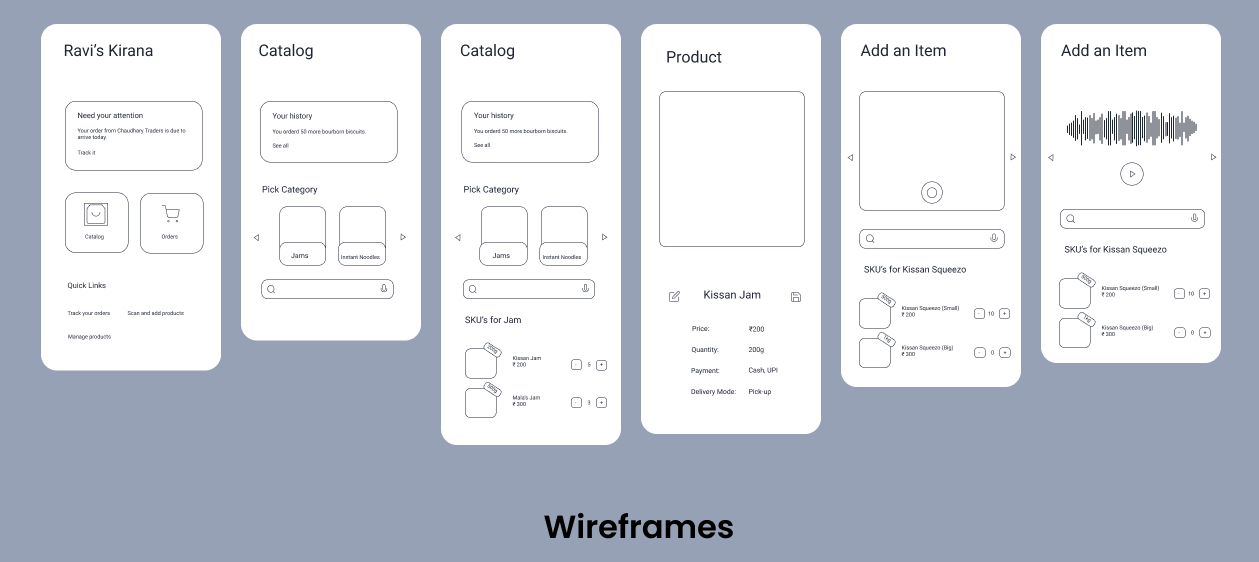 Ravi's Kirana
Need your attention
Your order from Chaudhary Traders is due to
arrive today.
Track it
Catalog
Orders
Quick Links
Track your orders
Scan and add products
Manage products
Catalog
Your history
You orderd 50 more bourborn biscuits.
See all
Pick Category
Jams
Instant Noodles
Catalog
Your history
You orderd 50 more bourborn biscuits.
See all
Pick Category
Jams
Instant Noodles
SKU's for Jam
200g
Kissan Jam
₹ 200
- 5 +
500g
Mala's Jam
₹ 300
- 3 +
Product
Kissan Jam
Price: ₹200
Quantity: 200g
Payment: Cash, UPI
Delivery Mode: Pick-up
Add an Item
SKU's for Kissan Squeezo
500g
Kissan Squeezo (Small)
₹ 200
- 10 +
1kg
Kissan Squeezo (Big)
₹ 300
- 0 +
Add an Item
SKU's for Kissan Squeezo
500g
Kissan Squeezo (Small)
₹ 200
- 10 +
1kg
Kissan Squeezo (Big)
₹ 300
- 0 +
Wireframes